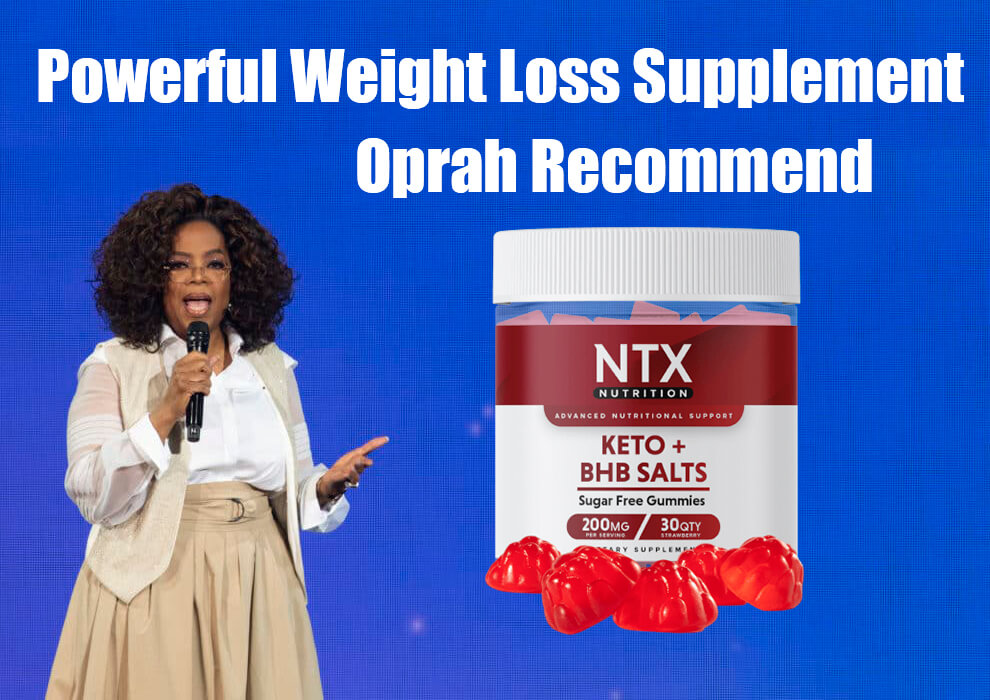 Powerful Weight Loss Supplement
Oprah Recommend
NTX
NUTRITION
ADVANCED NUTRITIONAL SUPPORT
KETO +
BHB SALTS
Sugar Free Gummies
200MG / 30QTY
PER SERVING STRAWBERRY